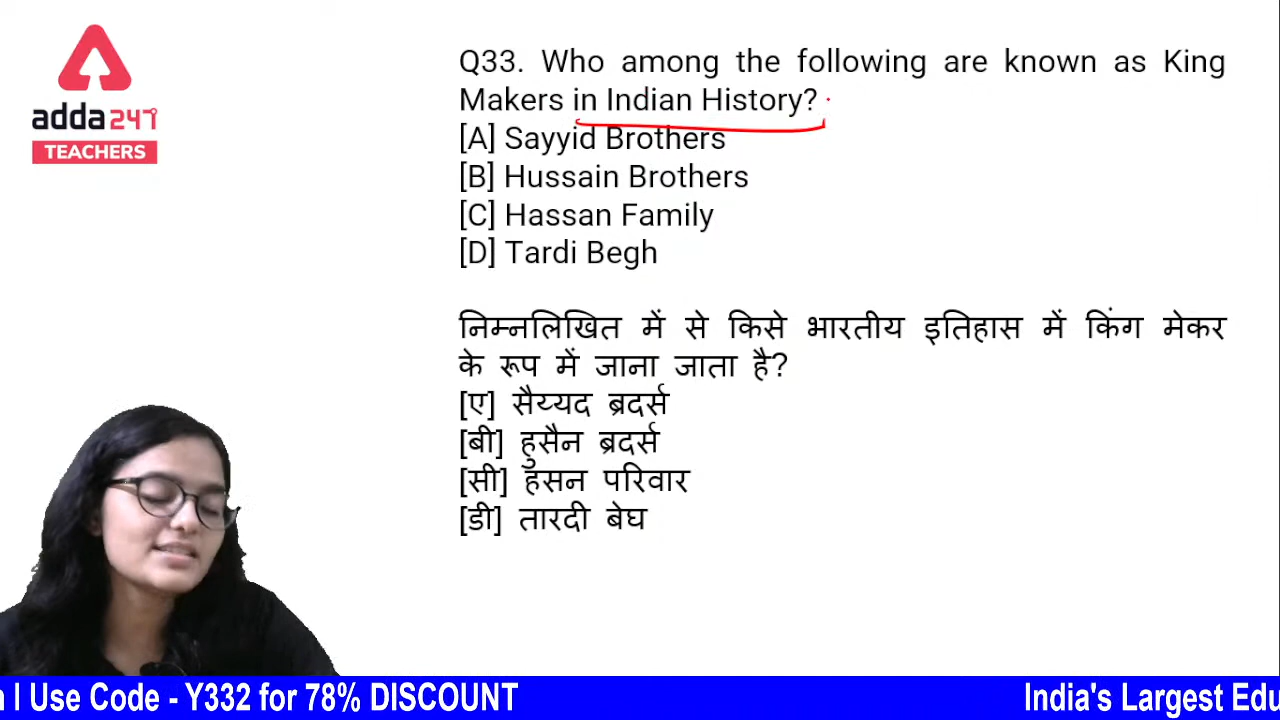 adda247
TEACHERS
Q33. Who among the following are known as King
Makers in Indian History?
[A] Sayyid Brothers
[B] Hussain Brothers
[C] Hassan Family
[D] Tardi Begh
निम्नलिखित में से किसे भारतीय इतिहास में किंग मेकर
के रूप में जाना जाता है?
[ए] सैय्यद ब्रदर्स
[बी] हुसैन ब्रदर्स
[सी] हसन परिवार
[डी] तारदी बेघ
I Use Code - Y332 for 78% DISCOUNT
India's Largest